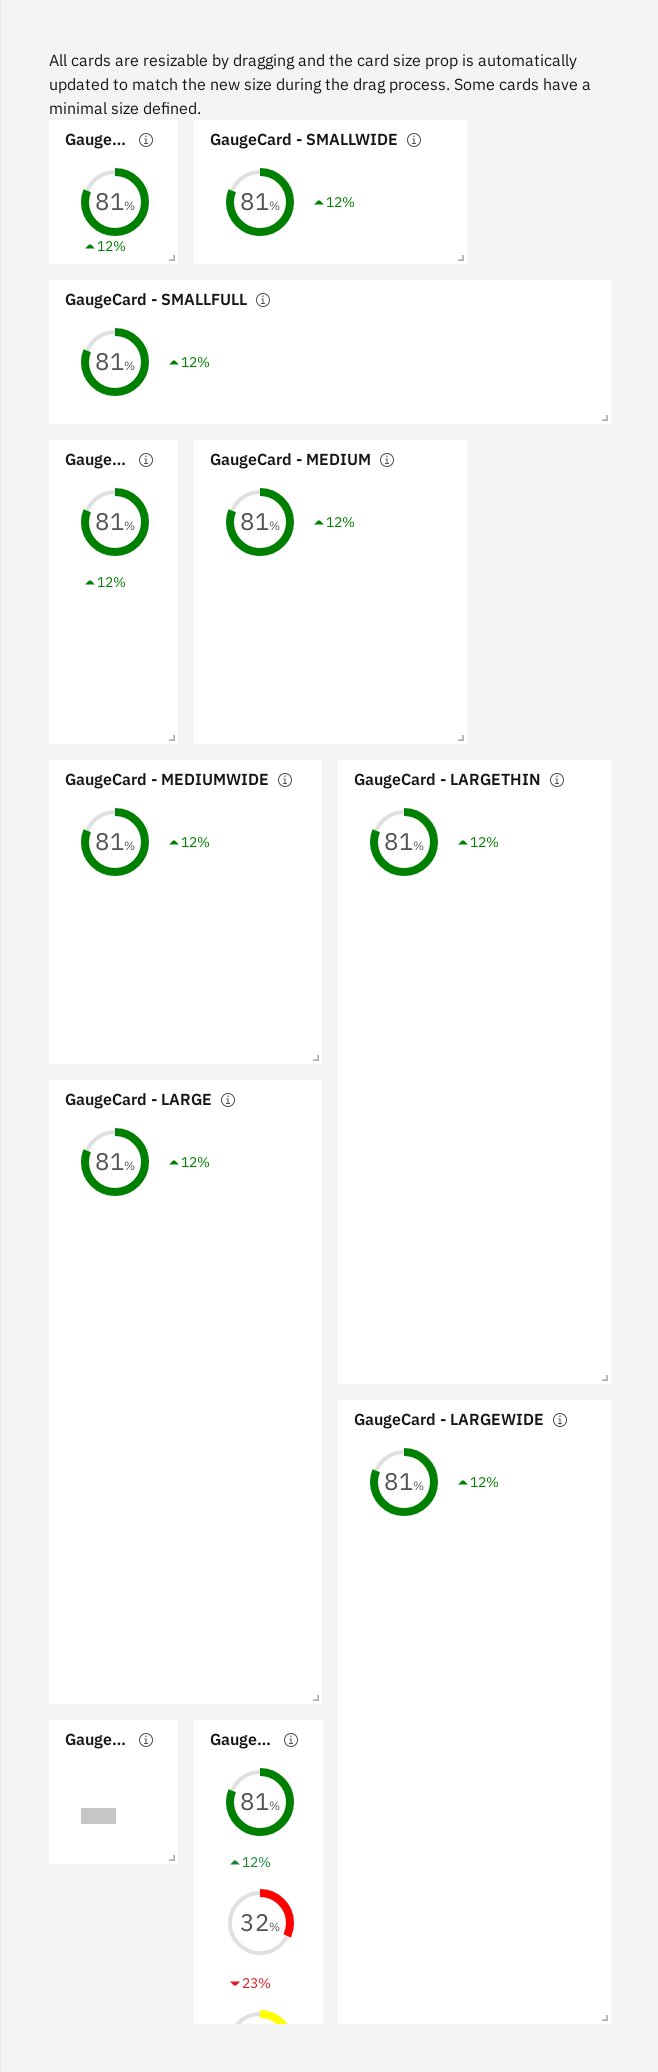 All cards are resizable by dragging and the card size prop is automatically
updated to match the new size during the drag process. Some cards have a
minimal size defined.
Gauge...
81%
12%
GaugeCard - SMALLWIDE
81%
12%
GaugeCard - SMALLFULL
81%
12%
Gauge...
81%
12%
GaugeCard - MEDIUM
81%
12%
GaugeCard - MEDIUMWIDE
81%
12%
GaugeCard - LARGETHIN
81%
12%
GaugeCard - LARGE
81%
12%
GaugeCard - LARGEWIDE
81%
12%
Gauge...
Gauge...
81%
12%
32%
23%